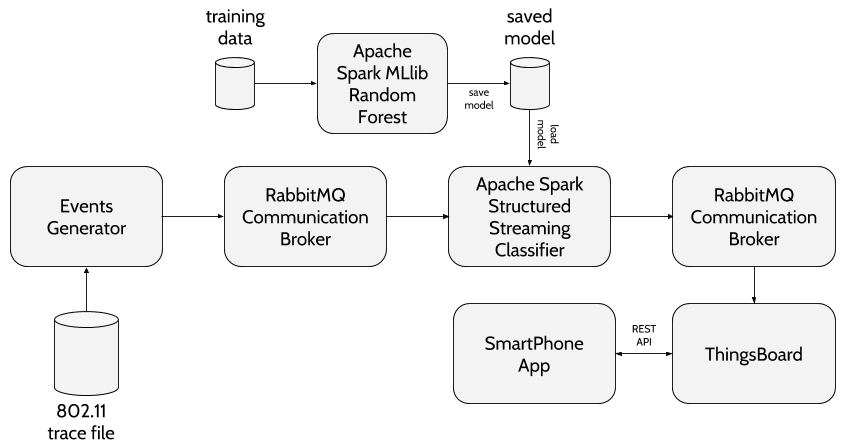 training
data
Apache
Spark MLlib
Random
Forest
save
model
saved
model
load
model
Events
Generator
RabbitMQ
Communication
Broker
Apache Spark
Structured
Streaming
Classifier
RabbitMQ
Communication
Broker
802.11
trace file
SmartPhone
App
REST
API
ThingsBoard